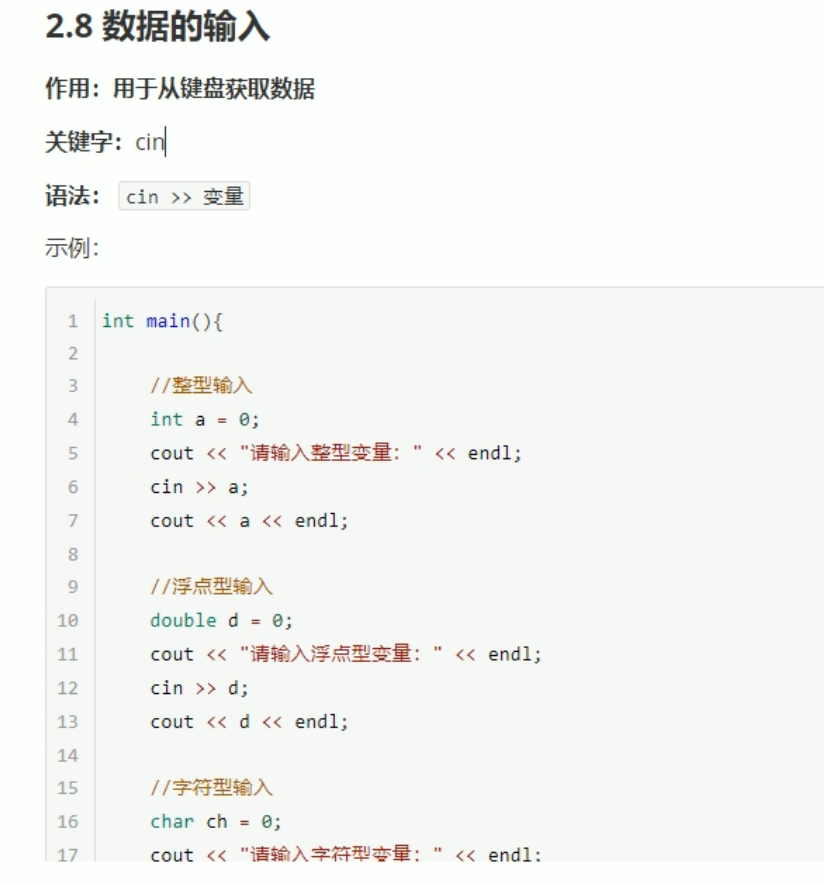 2.8 数据的输入
作用：用于从键盘获取数据
关键字：cin
语法： cin >> 变量
示例：
1 int main(){
2
3 //整型输入
4 int a = 0;
5 cout << "请输入整型变量：" << endl;
6 cin >> a;
7 cout << a << endl;
8
9 //浮点型输入
10 double d = 0;
11 cout << "请输入浮点型变量：" << endl;
12 cin >> d;
13 cout << d << endl;
14
15 //字符型输入
16 char ch = 0;
17 cout << "请输入字符型变量：" << endl;